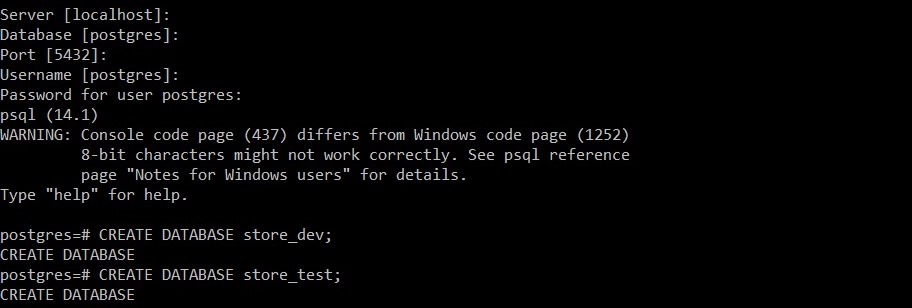 Server [localhost]:
Database [postgres]:
Port [5432]:
Username [postgres]:
Password for user postgres:
psql (14.1)
WARNING: Console code page (437) differs from Windows code page (1252)
8-bit characters might not work correctly. See psql reference
page "Notes for Windows users" for details.
Type "help" for help.
postgres=# CREATE DATABASE store_dev;
CREATE DATABASE
postgres=# CREATE DATABASE store_test;
CREATE DATABASE